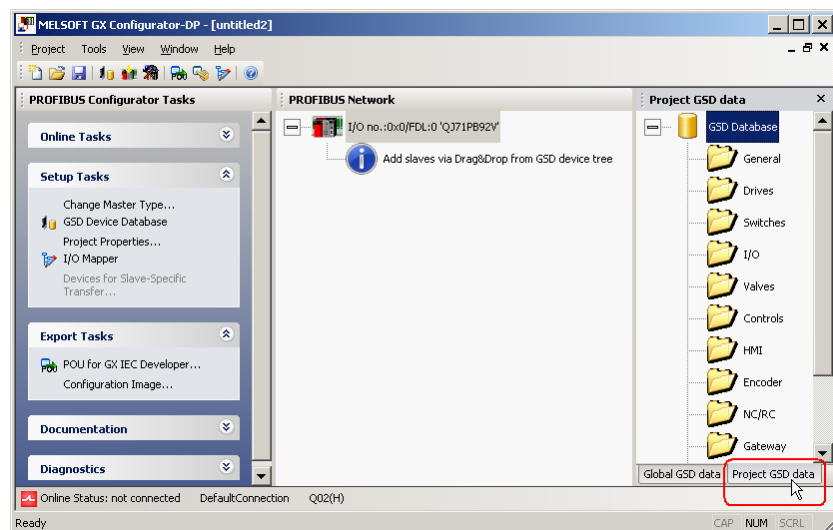 MELSOFT GX Configurator-DP - [untitled2]
Project Tools View Window Help
PROFIBUS Configurator Tasks
Online Tasks
Setup Tasks
Change Master Type...
GSD Device Database
Project Properties...
I/O Mapper
Devices for Slave-Specific
Transfer...
Export Tasks
POU for GX IEC Developer...
Configuration Image...
Documentation
Diagnostics
PROFIBUS Network
I/O no.:0x0/FDL:0 'QJ71PB92V'
Add slaves via Drag&Drop from GSD device tree
Project GSD data
GSD Database
General
Drives
Switches
I/O
Valves
Controls
HMI
Encoder
NC/RC
Gateway
Global GSD data Project GSD data
Online Status: not connected DefaultConnection Q02(H)
Ready CAP NUM SCRL